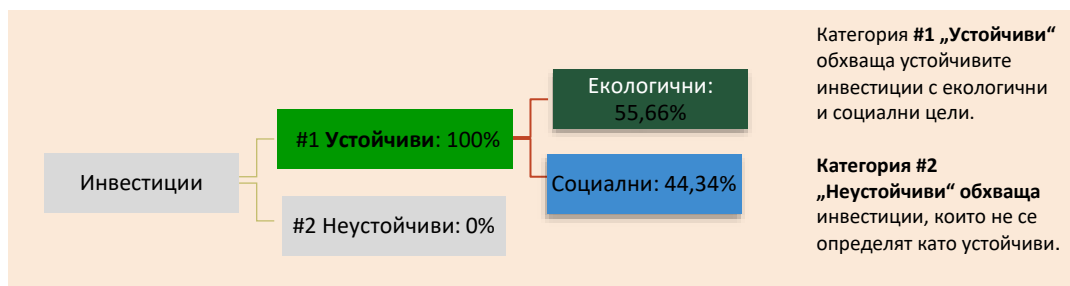 Инвестиции
#1 Устойчиви: 100%
#2 Неустойчиви: 0%
Екологични:
55,66%
Социални: 44,34%
Категория #1 „Устойчиви“
обхваща устойчивите
инвестиции с екологични
и социални цели.
Категория #2
„Неустойчиви“ обхваща
инвестиции, които не се
определят като устойчиви.